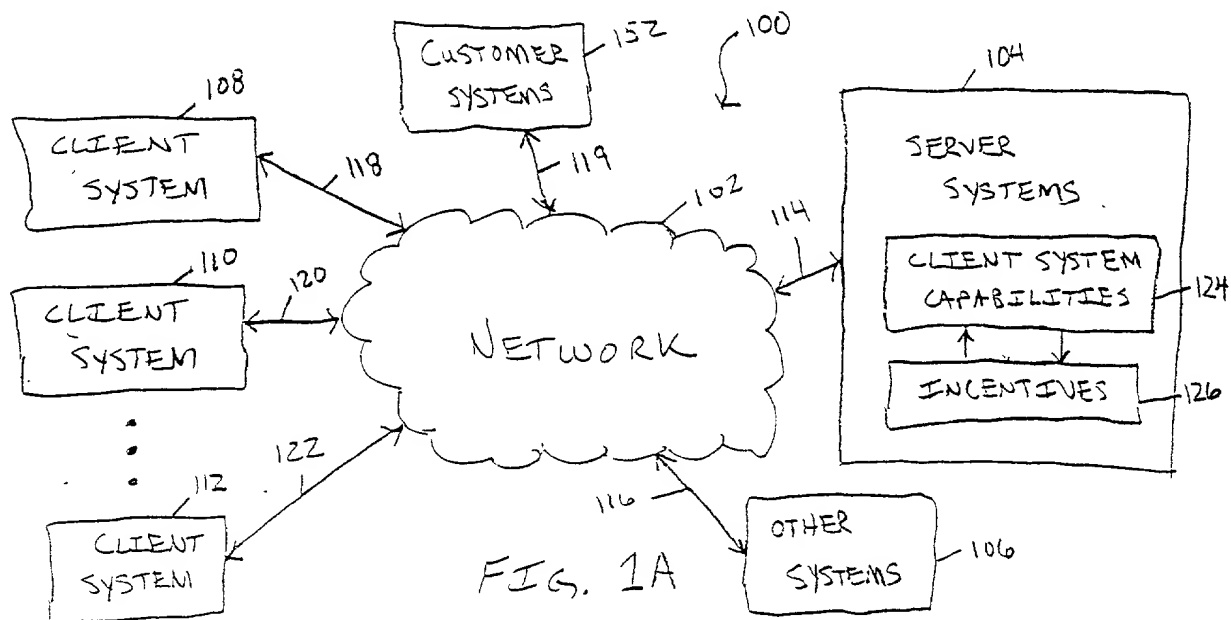 CUSTOMER
SYSTEMS
152
100
104
108
CLIENT
SYSTEM
118
119
102
114
SERVER
SYSTEMS
110
CLIENT
SYSTEM
120
NETWORK
CLIENT SYSTEM
CAPABILITIES
124
INCENTIVES
126
122
112
CLIENT
SYSTEM
116
OTHER
SYSTEMS
106
FIG. 1A